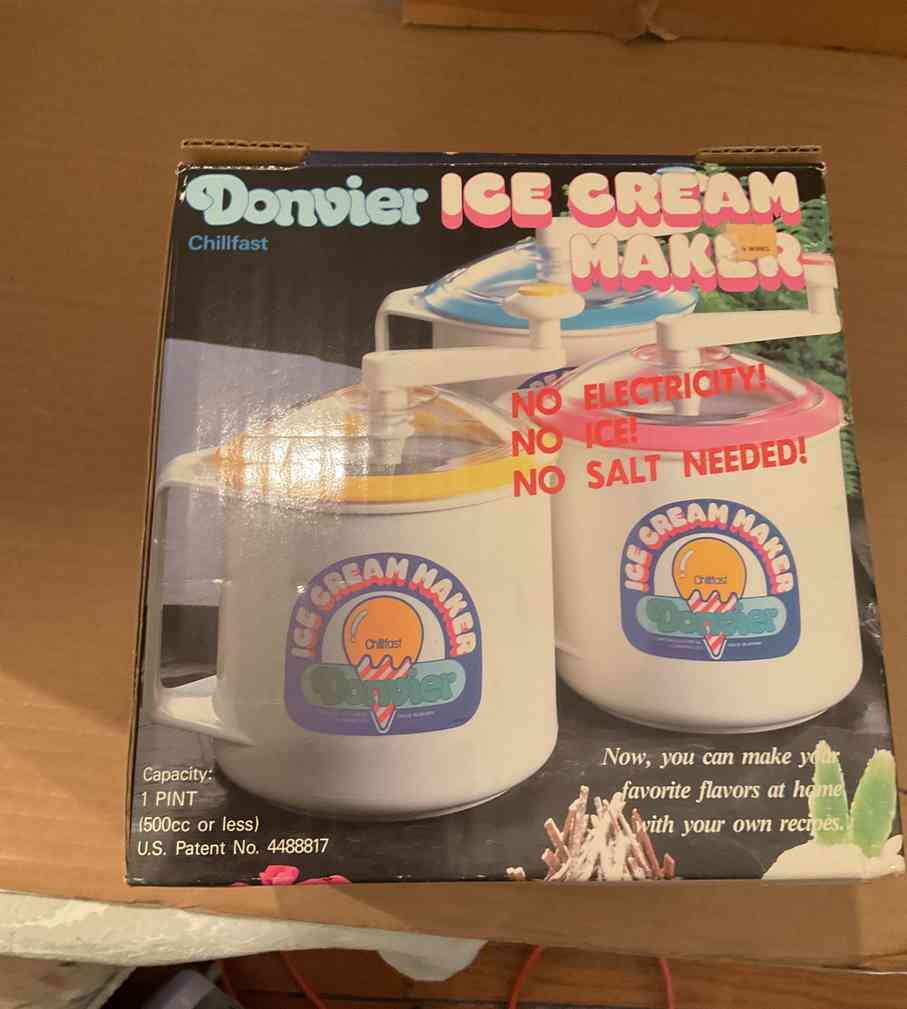 Donvier ICE CREAM
MAKER
Chillfast
NO ELECTRICITY!
NO ICE!
NO SALT NEEDED!
ICE CREAM MAKER
Chillfast
Donvier
ICE CREAM MAKER
Chillfast
Donvier
Now, you can make your
favorite flavors at home
with your own recipes.
Capacity:
1 PINT
(500cc or less)
U.S. Patent No. 4488817